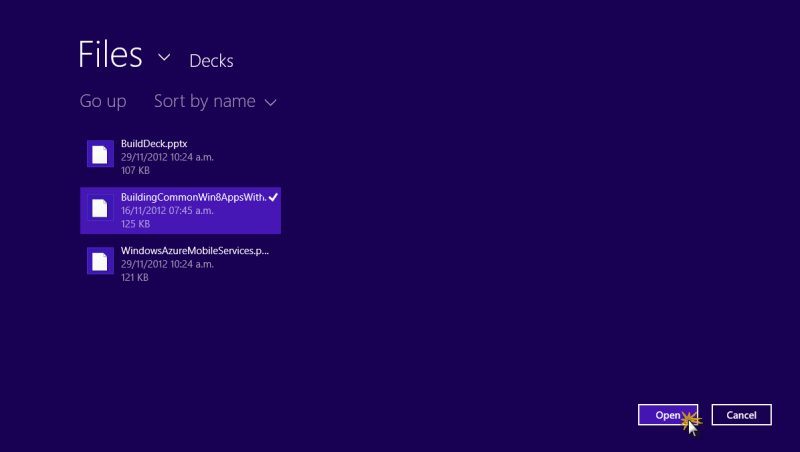 Files Decks
Go up Sort by name
BuildDeck.pptx
29/11/2012 10:24 a.m.
107 KB
BuildingCommonWin8AppsWith.
16/11/2012 07:45 a.m.
125 KB
WindowsAzureMobileServices.p...
29/11/2012 10:24 a.m.
121 KB
Open Cancel